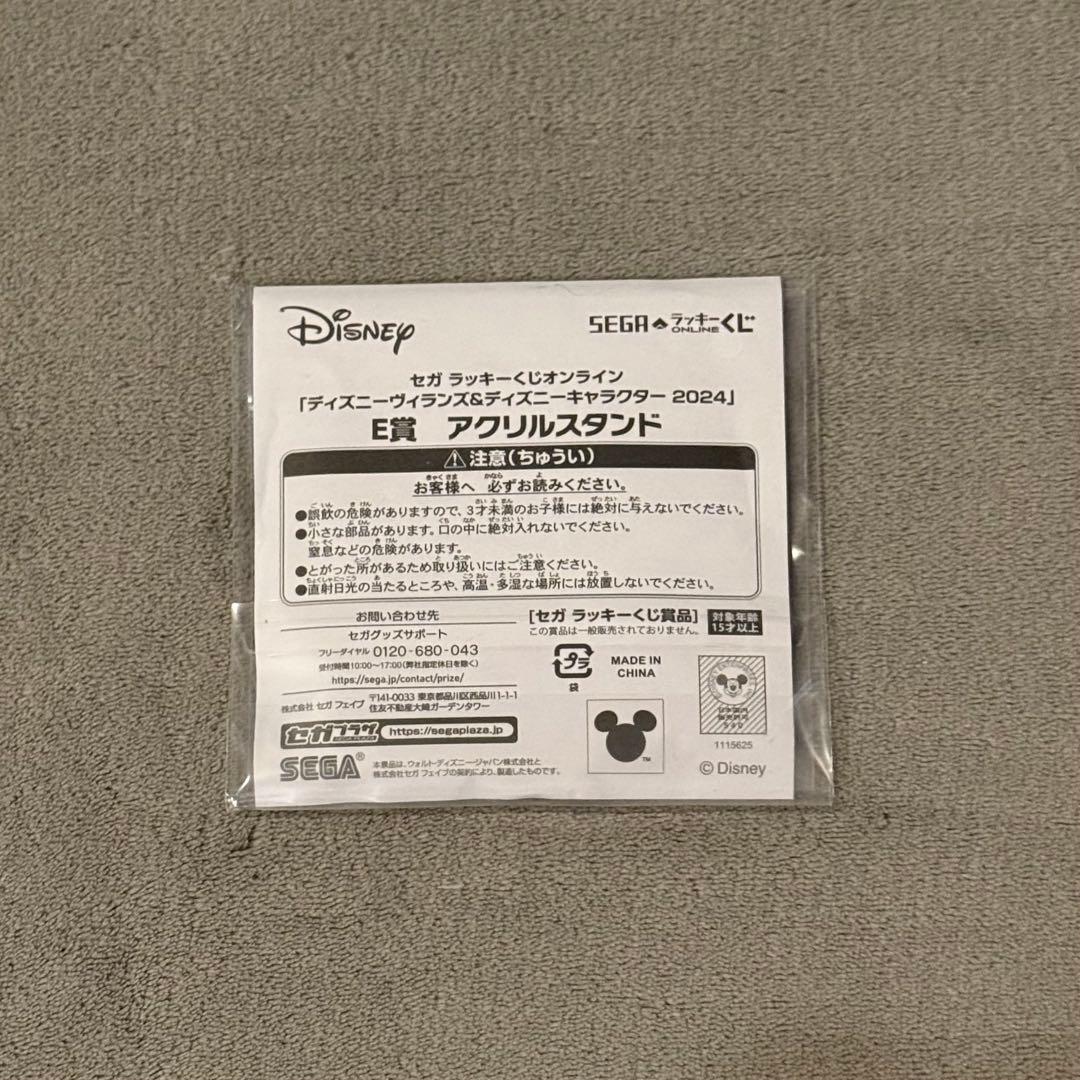 Disney
SEGA ラッキーくじ ONLINE
セガ ラッキーくじオンライン
「ディズニーヴィランズ&ディズニーキャラクター 2024」
E賞 アクリルスタンド
注意(ちゅうい)
お客様へ 必ずお読みください。
●誤飲の危険がありますので、3才未満のお子様には絶対に与えないでください。
●小さな部品があります。口の中に絶対入れないでください。
窒息などの危険があります。
●とがった所があるため取り扱いにはご注意ください。
●直射日光の当たるところや、高温・多湿な場所には放置しないでください。
お問い合わせ先
セガグッズサポート
フリーダイヤル 0120-680-043
受付時間10:00〜17:00(弊社指定休日を除く)
https://sega.jp/contact/prize/
株式会社 セガ フェイブ 〒141-0033 東京都品川区西品川1-1-1
住友不動産大崎ガーデンタワー
セガプラザ SEGA PLAZA https://segaplaza.jp
SEGA®
本景品は、ウォルト・ディズニー・ジャパン株式会社と
株式会社セガ フェイブの契約により、製造したものです。
[セガ ラッキーくじ賞品]
この賞品は一般販売されておりません。
対象年齢
15才以上
プラ
袋
MADE IN
CHINA
TM
日本国内
販売許可
1115625
© Disney